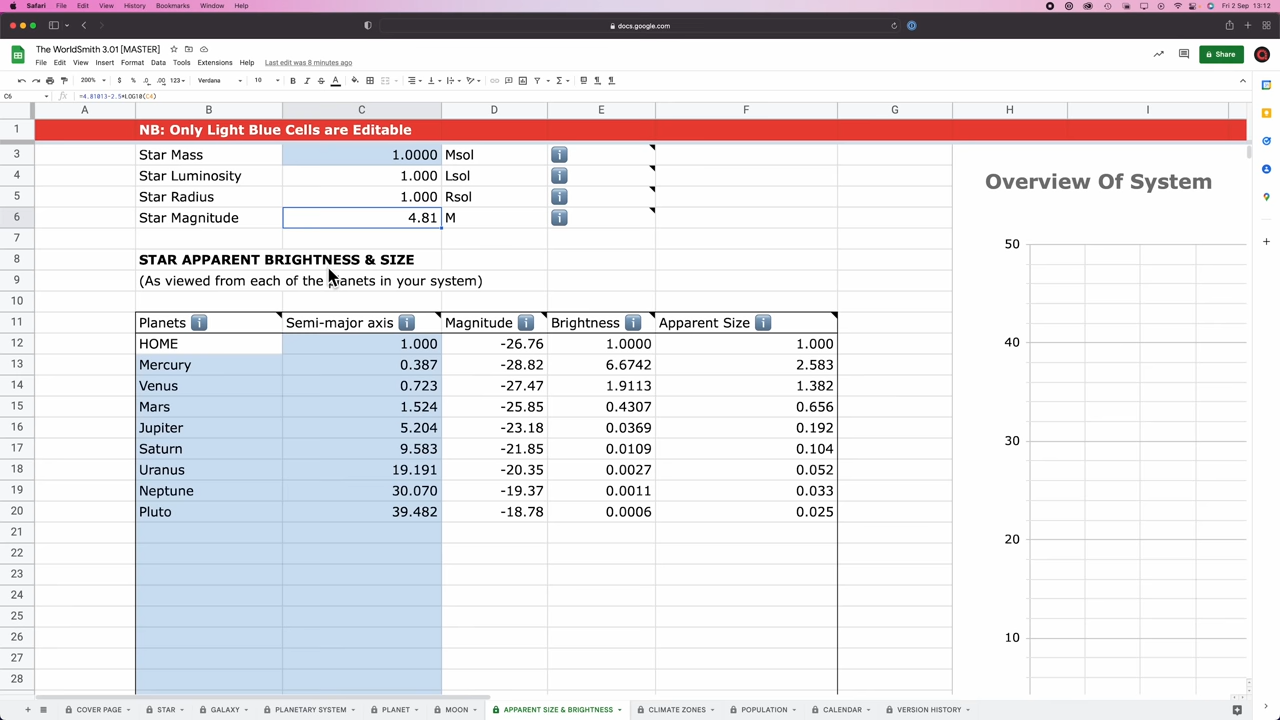 Safari File Edit View History Bookmarks Window Help Fri 2 Sep 13:12
docs.google.com
The WorldSmith 3.01 [MASTER]
File Edit View Insert Format Data Tools Extensions Help Last edit was 8 minutes ago Share
200% $ % .0 .00 123 Verdana 10 B I S A
C6 fx =4.81013-2.5*LOG10(C4)
A B C D E F G H I
1 NB: Only Light Blue Cells are Editable
3 Star Mass 1.0000 Msol
4 Star Luminosity 1.000 Lsol
5 Star Radius 1.000 Rsol
6 Star Magnitude 4.81 M
7
8 STAR APPARENT BRIGHTNESS & SIZE
9 (As viewed from each of the planets in your system)
10
11 Planets Semi-major axis Magnitude Brightness Apparent Size
12 HOME 1.000 -26.76 1.0000 1.000
13 Mercury 0.387 -28.82 6.6742 2.583
14 Venus 0.723 -27.47 1.9113 1.382
15 Mars 1.524 -25.85 0.4307 0.656
16 Jupiter 5.204 -23.18 0.0369 0.192
17 Saturn 9.583 -21.85 0.0109 0.104
18 Uranus 19.191 -20.35 0.0027 0.052
19 Neptune 30.070 -19.37 0.0011 0.033
20 Pluto 39.482 -18.78 0.0006 0.025
21
22
23
24
25
26
27
28
Overview Of System
50
40
30
20
10
COVER PAGE STAR GALAXY PLANETARY SYSTEM PLANET MOON APPARENT SIZE & BRIGHTNESS CLIMATE ZONES POPULATION CALENDAR VERSION HISTORY